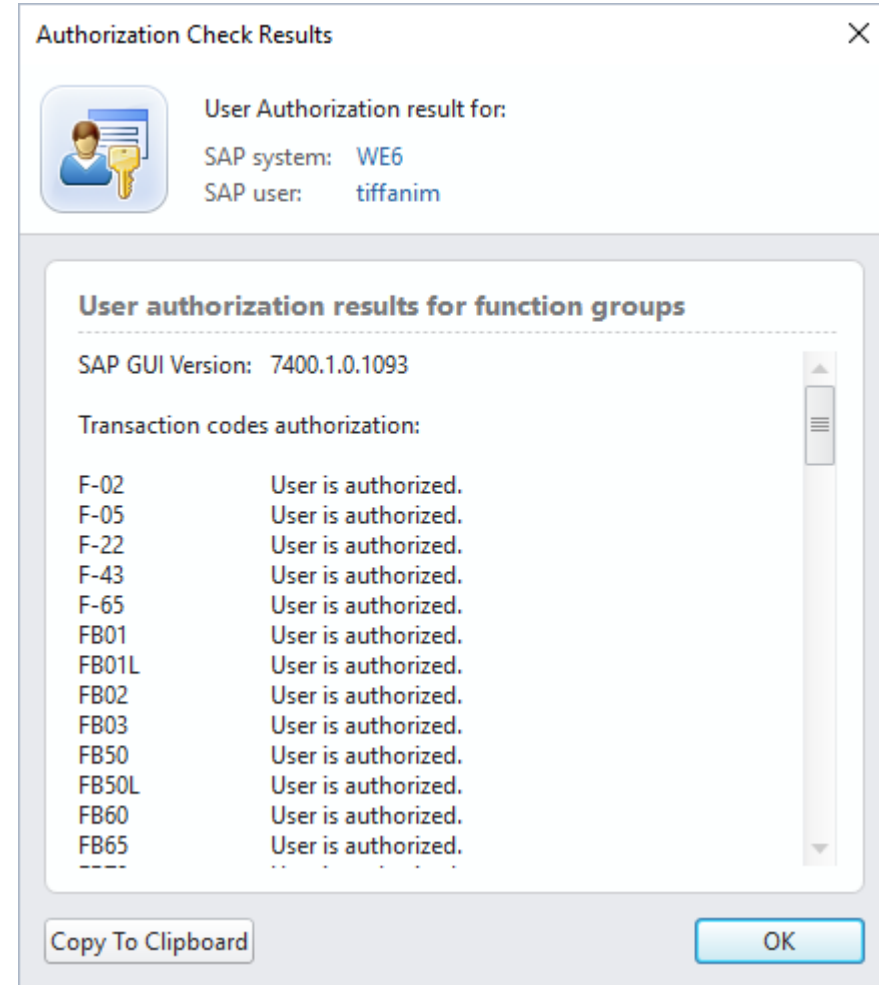 Authorization Check Results
User Authorization result for:
SAP system: WE6
SAP user: tiffanim
User authorization results for function groups
SAP GUI Version: 7400.1.0.1093
Transaction codes authorization:
F-02 User is authorized.
F-05 User is authorized.
F-22 User is authorized.
F-43 User is authorized.
F-65 User is authorized.
FB01 User is authorized.
FB01L User is authorized.
FB02 User is authorized.
FB03 User is authorized.
FB50 User is authorized.
FB50L User is authorized.
FB60 User is authorized.
FB65 User is authorized.
Copy To Clipboard OK